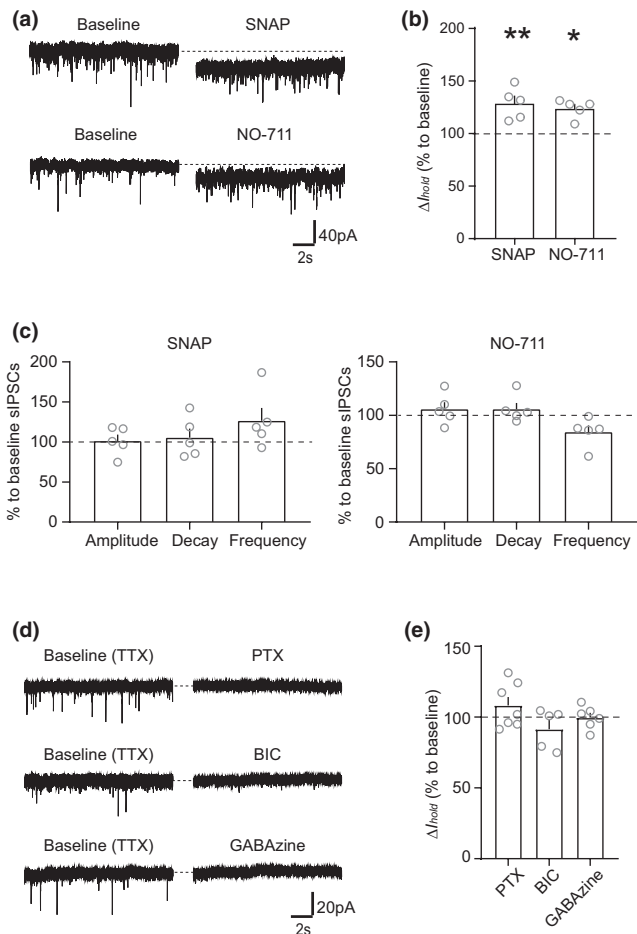 (a)
Baseline SNAP
Baseline NO-711
40pA
2s
(b)
** *
ΔIhold (% to baseline)
200
150
100
50
0
SNAP NO-711
(c)
SNAP
% to baseline sIPSCs
200
150
100
50
0
Amplitude Decay Frequency
NO-711
% to baseline sIPSCs
150
100
50
0
Amplitude Decay Frequency
(d)
Baseline (TTX) PTX
Baseline (TTX) BIC
Baseline (TTX) GABAzine
20pA
2s
(e)
ΔIhold (% to baseline)
150
100
50
0
PTX BIC GABAzine